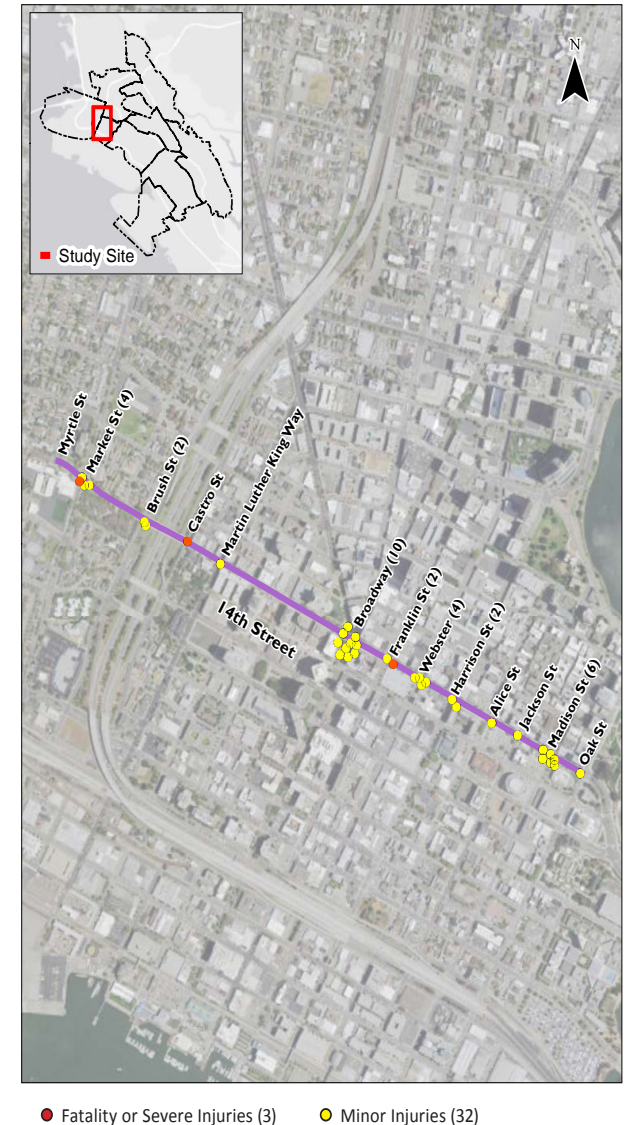 N
Study Site
Myrtle St
Market St (4)
Brush St (2)
Castro St
Martin Luther King Way
14th Street
Broadway (10)
Franklin St (2)
Webster (4)
Harrison St (2)
Alice St
Jackson St
Madison St (6)
Oak St
Fatality or Severe Injuries (3)
Minor Injuries (32)